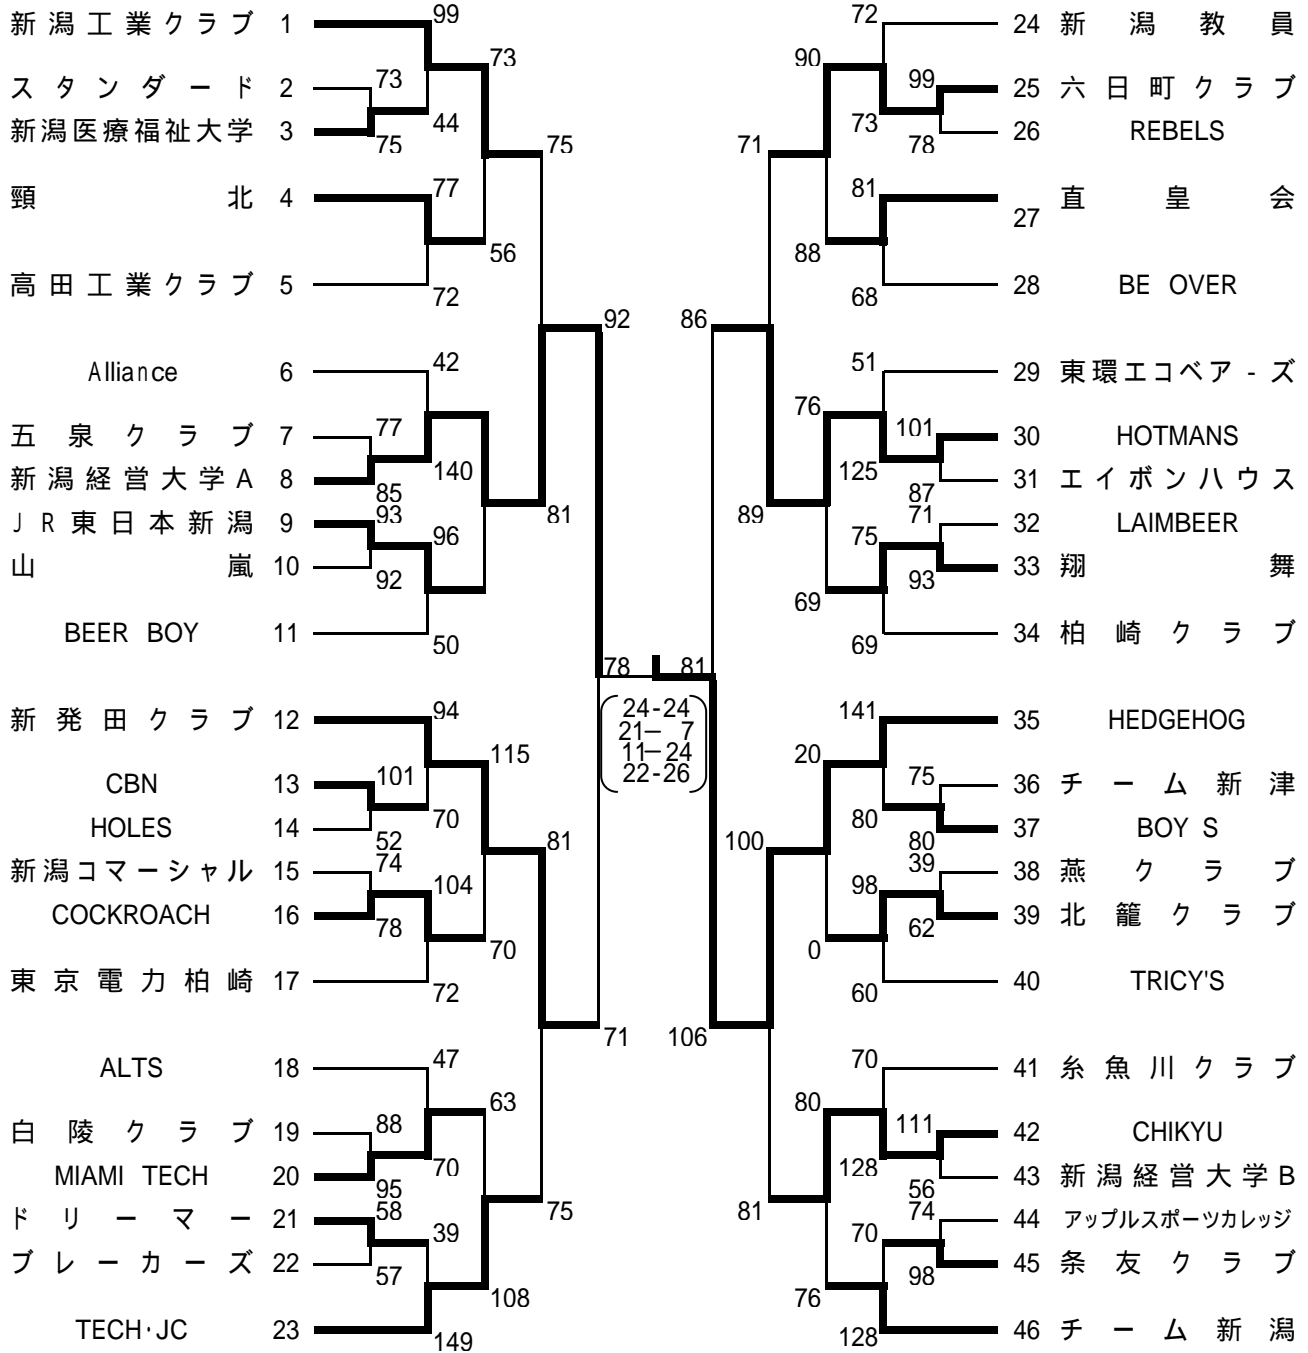 新潟工業クラブ 1
スタンダード 2
新潟医療福祉大学 3
頸北 4
高田工業クラブ 5
Alliance 6
五泉クラブ 7
新潟経営大学A 8
JR東日本新潟 9
山嵐 10
BEER BOY 11
新発田クラブ 12
CBN 13
HOLES 14
新潟コマーシャル 15
COCKROACH 16
東京電力柏崎 17
ALTS 18
白陵クラブ 19
MIAMI TECH 20
ドリーマー 21
ブレーカーズ 22
TECH·JC 23
73
75
77
85
93
92
101
52
74
78
88
95
58
57
99
44
77
72
42
140
96
50
94
70
104
72
47
70
39
149
73
56
81
115
70
63
108
75
81
75
92
71
78
81
24-24
21-7
11-24
22-26
86
106
71
89
100
81
90
88
76
69
20
0
80
76
72
73
81
68
51
125
75
69
141
80
98
60
70
128
70
128
99
78
101
87
71
93
75
80
39
62
111
56
74
98
24 新潟教員
25 六日町クラブ
26 REBELS
27 直皇会
28 BE OVER
29 東環エコベア-ズ
30 HOTMANS
31 エイボンハウス
32 LAIMBEER
33 翔舞
34 柏崎クラブ
35 HEDGEHOG
36 チーム新津
37 BOY S
38 燕クラブ
39 北籠クラブ
40 TRICY'S
41 糸魚川クラブ
42 CHIKYU
43 新潟経営大学B
44 アップルスポーツカレッジ
45 条友クラブ
46 チーム新潟